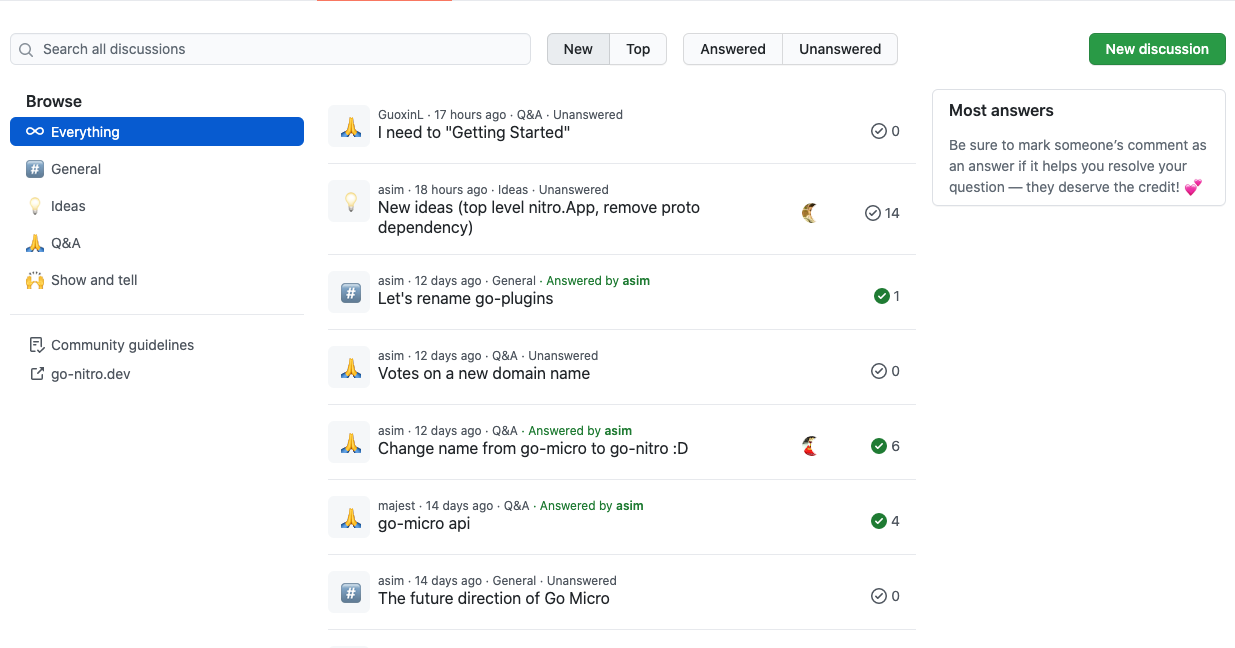 Search all discussions
New
Top
Answered
Unanswered
New discussion
Browse
Everything
General
Ideas
Q&A
Show and tell
Community guidelines
go-nitro.dev
GuoxinL · 17 hours ago · Q&A · Unanswered
I need to "Getting Started"
0
asim · 18 hours ago · Ideas · Unanswered
New ideas (top level nitro.App, remove proto
dependency)
14
asim · 12 days ago · General · Answered by asim
Let's rename go-plugins
1
asim · 12 days ago · Q&A · Unanswered
Votes on a new domain name
0
asim · 12 days ago · Q&A · Answered by asim
Change name from go-micro to go-nitro :D
6
majest · 14 days ago · Q&A · Answered by asim
go-micro api
4
asim · 14 days ago · General · Unanswered
The future direction of Go Micro
0
Most answers
Be sure to mark someone’s comment as
an answer if it helps you resolve your
question — they deserve the credit! 💕